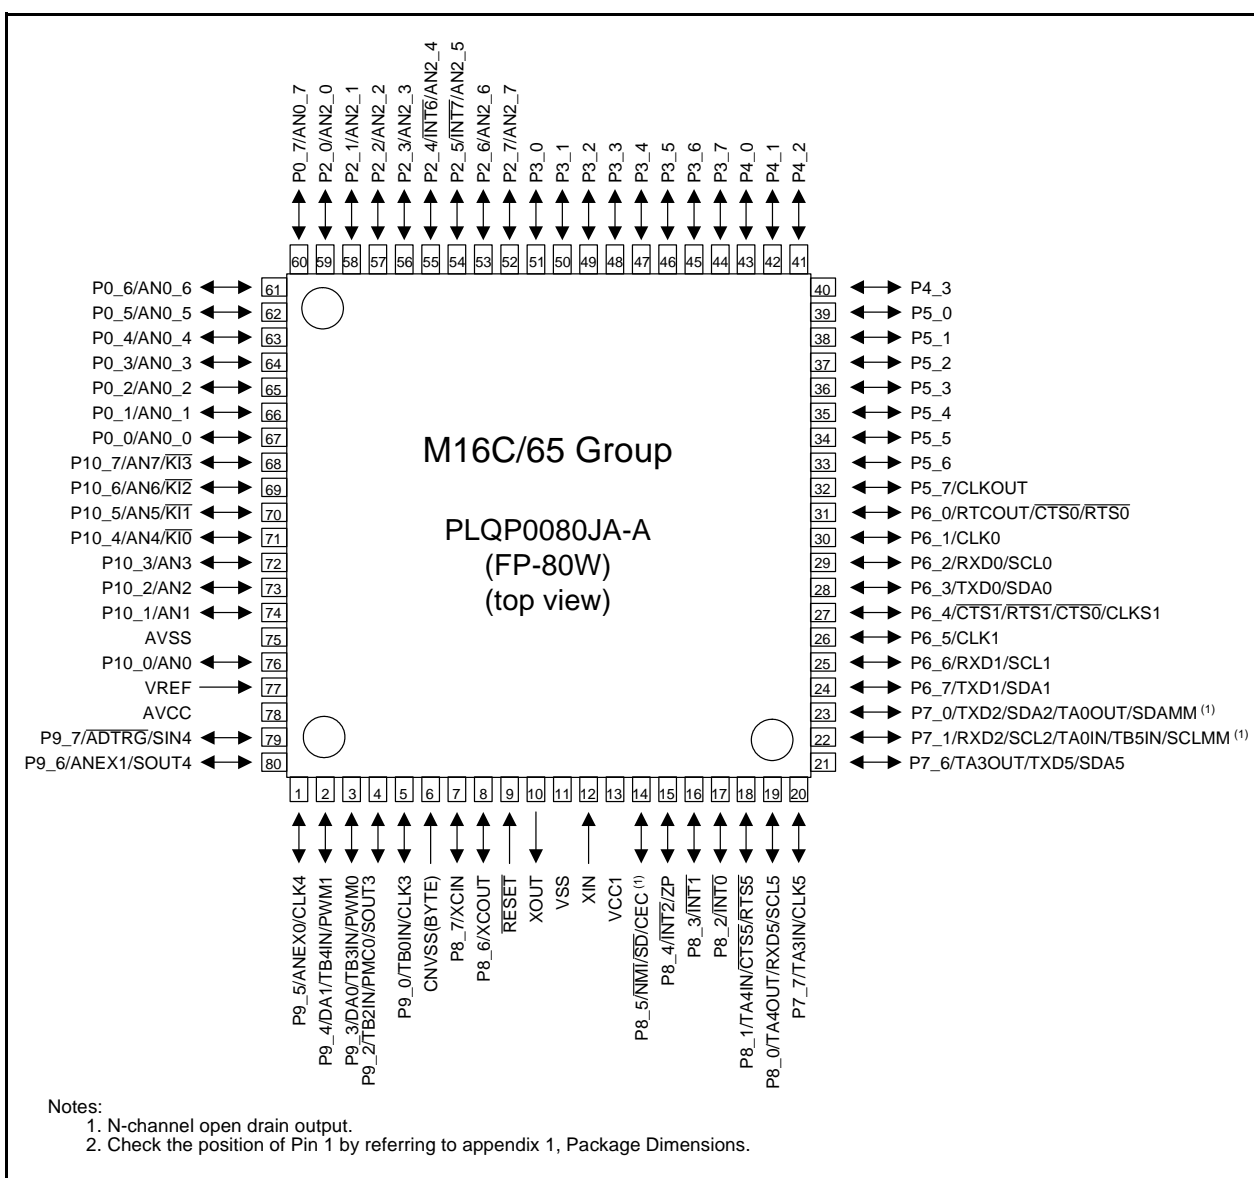 P0_7/AN0_7
P2_0/AN2_0
P2_1/AN2_1
P2_2/AN2_2
P2_3/AN2_3
P2_4/INT6/AN2_4
P2_5/INT7/AN2_5
P2_6/AN2_6
P2_7/AN2_7
P3_0
P3_1
P3_2
P3_3
P3_4
P3_5
P3_6
P3_7
P4_0
P4_1
P4_2
60 59 58 57 56 55 54 53 52 51 50 49 48 47 46 45 44 43 42 41
P0_6/AN0_6 61
P0_5/AN0_5 62
P0_4/AN0_4 63
P0_3/AN0_3 64
P0_2/AN0_2 65
P0_1/AN0_1 66
P0_0/AN0_0 67
P10_7/AN7/KI3 68
P10_6/AN6/KI2 69
P10_5/AN5/KI1 70
P10_4/AN4/KI0 71
P10_3/AN3 72
P10_2/AN2 73
P10_1/AN1 74
AVSS 75
P10_0/AN0 76
VREF 77
AVCC 78
P9_7/ADTRG/SIN4 79
P9_6/ANEX1/SOUT4 80
M16C/65 Group
PLQP0080JA-A
(FP-80W)
(top view)
40 P4_3
39 P5_0
38 P5_1
37 P5_2
36 P5_3
35 P5_4
34 P5_5
33 P5_6
32 P5_7/CLKOUT
31 P6_0/RTCOUT/CTS0/RTS0
30 P6_1/CLK0
29 P6_2/RXD0/SCL0
28 P6_3/TXD0/SDA0
27 P6_4/CTS1/RTS1/CTS0/CLKS1
26 P6_5/CLK1
25 P6_6/RXD1/SCL1
24 P6_7/TXD1/SDA1
23 P7_0/TXD2/SDA2/TA0OUT/SDAMM (1)
22 P7_1/RXD2/SCL2/TA0IN/TB5IN/SCLMM (1)
21 P7_6/TA3OUT/TXD5/SDA5
1 2 3 4 5 6 7 8 9 10 11 12 13 14 15 16 17 18 19 20
P9_5/ANEX0/CLK4
P9_4/DA1/TB4IN/PWM1
P9_3/DA0/TB3IN/PWM0
P9_2/TB2IN/PMC0/SOUT3
P9_0/TB0IN/CLK3
CNVSS(BYTE)
P8_7/XCIN
P8_6/XCOUT
RESET
XOUT
VSS
XIN
VCC1
P8_5/NMI/SD/CEC (1)
P8_4/INT2/ZP
P8_3/INT1
P8_2/INT0
P8_1/TA4IN/CTS5/RTS5
P8_0/TA4OUT/RXD5/SCL5
P7_7/TA3IN/CLK5
Notes:
1. N-channel open drain output.
2. Check the position of Pin 1 by referring to appendix 1, Package Dimensions.